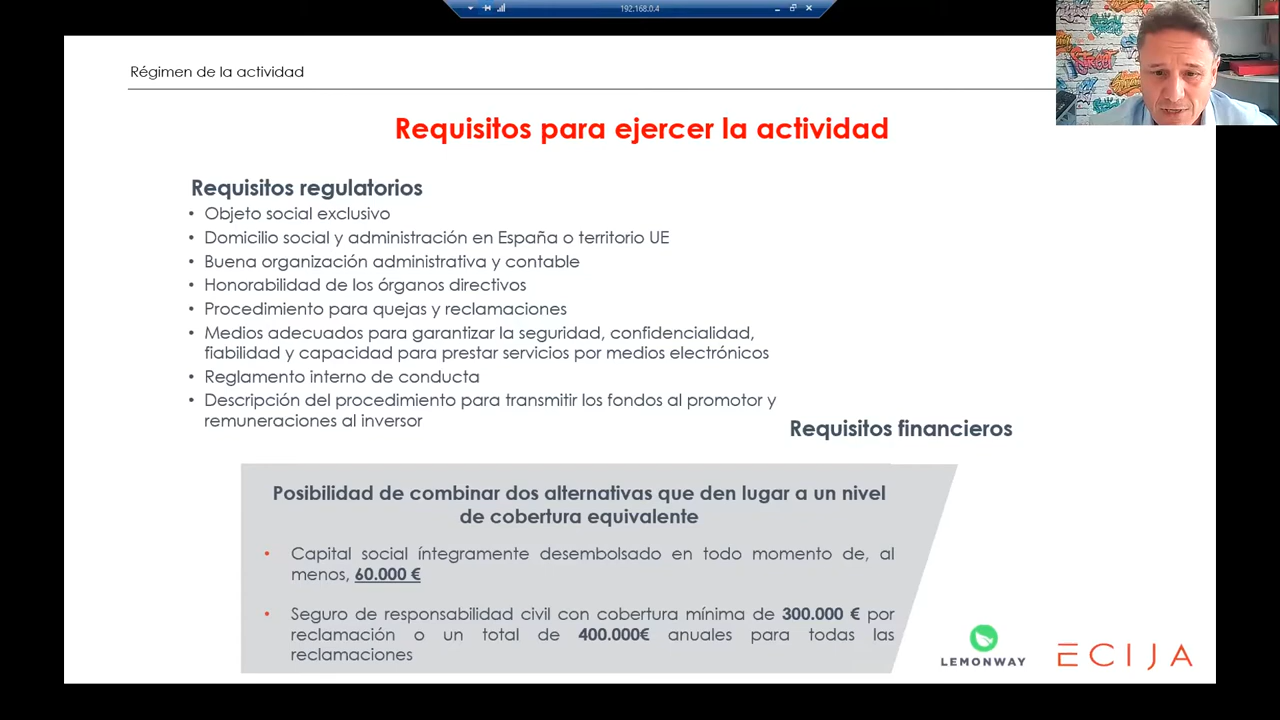 192.168.0.4
Régimen de la actividad
Requisitos para ejercer la actividad
Requisitos regulatorios
• Objeto social exclusivo
• Domicilio social y administración en España o territorio UE
• Buena organización administrativa y contable
• Honorabilidad de los órganos directivos
• Procedimiento para quejas y reclamaciones
• Medios adecuados para garantizar la seguridad, confidencialidad,
fiabilidad y capacidad para prestar servicios por medios electrónicos
• Reglamento interno de conducta
• Descripción del procedimiento para transmitir los fondos al promotor y
remuneraciones al inversor
Requisitos financieros
Posibilidad de combinar dos alternativas que den lugar a un nivel
de cobertura equivalente
• Capital social íntegramente desembolsado en todo momento de, al
menos, 60.000 €
• Seguro de responsabilidad civil con cobertura mínima de 300.000 € por
reclamación o un total de 400.000€ anuales para todas las
reclamaciones
LEMONWAY
ECIJA